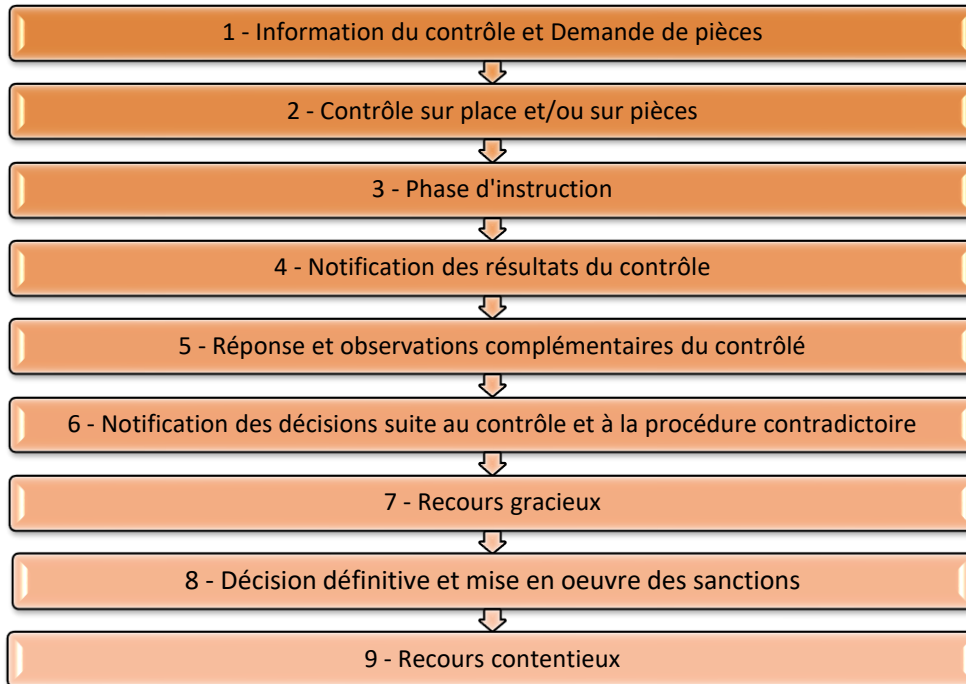 1 - Information du contrôle et Demande de pièces
2 - Contrôle sur place et/ou sur pièces
3 - Phase d'instruction
4 - Notification des résultats du contrôle
5 - Réponse et observations complémentaires du contrôlé
6 - Notification des décisions suite au contrôle et à la procédure contradictoire
7 - Recours gracieux
8 - Décision définitive et mise en oeuvre des sanctions
9 - Recours contentieux